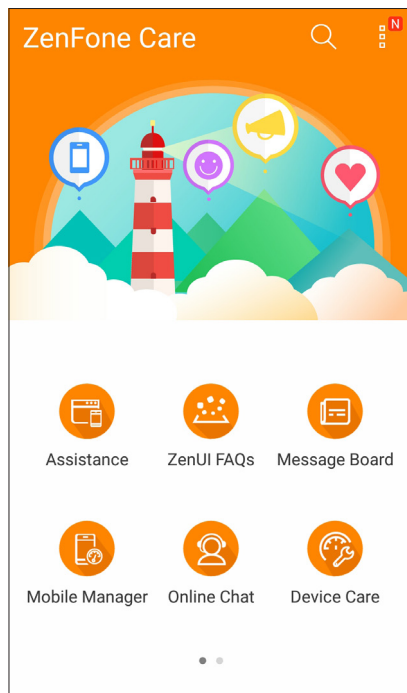 ZenFone Care
N
Assistance
ZenUI FAQs
Message Board
Mobile Manager
Online Chat
Device Care